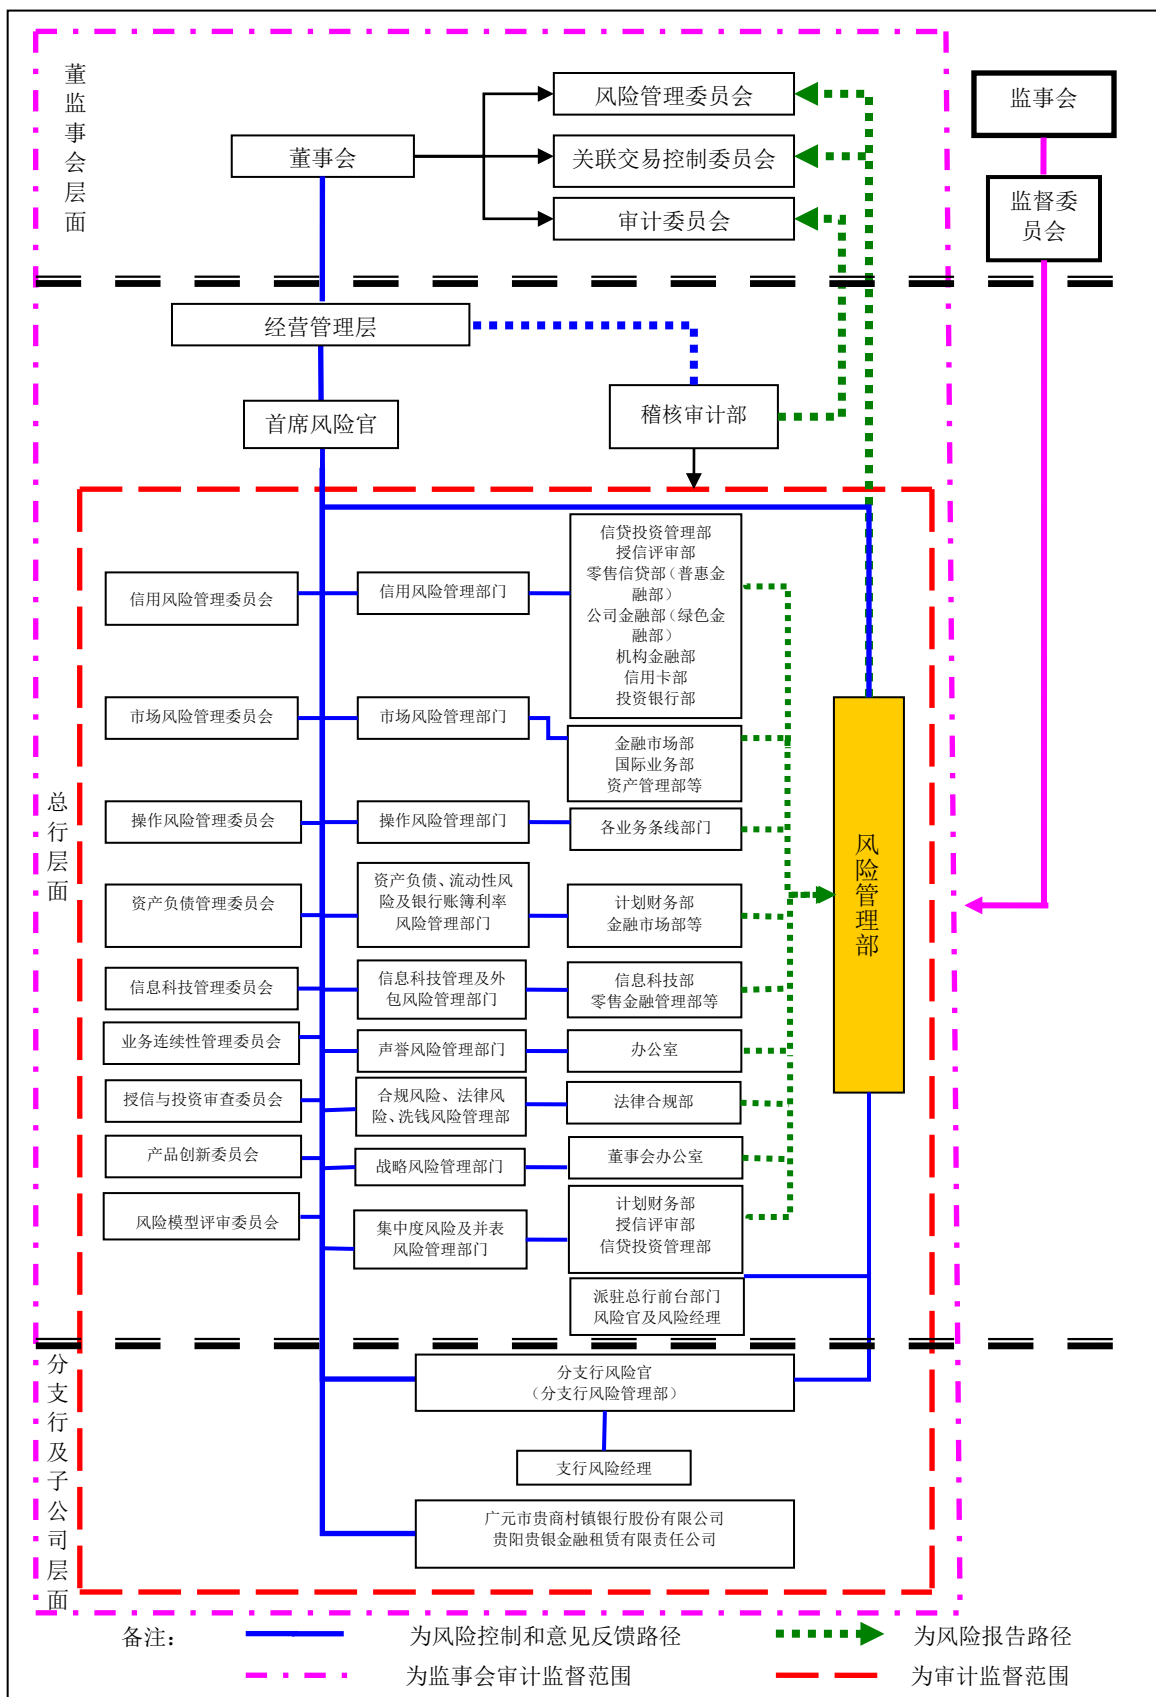 董监事会层面
风险管理委员会
监事会
董事会
关联交易控制委员会
监督委
员会
审计委员会
经营管理层
首席风险官
稽核审计部
总行层面
信用风险管理委员会
信用风险管理部门
信贷投资管理部
授信评审部
零售信贷部（普惠金
融部）
公司金融部（绿色金
融部）
机构金融部
信用卡部
投资银行部
市场风险管理委员会
市场风险管理部门
金融市场部
国际业务部
资产管理部等
操作风险管理委员会
操作风险管理部门
各业务条线部门
风险管理部
资产负债管理委员会
资产负债、流动性风
险及银行账簿利率
风险管理部门
计划财务部
金融市场部等
信息科技管理委员会
信息科技管理及外
包风险管理部门
信息科技部
零售金融管理部等
业务连续性管理委员会
声誉风险管理部门
办公室
授信与投资审查委员会
合规风险、法律风
险、洗钱风险管理部
法律合规部
产品创新委员会
战略风险管理部门
董事会办公室
风险模型评审委员会
集中度风险及并表
风险管理部门
计划财务部
授信评审部
信贷投资管理部
派驻总行前台部门
风险官及风险经理
分支行及子公司层面
分支行风险官
（分支行风险管理部）
支行风险经理
广元市贵商村镇银行股份有限公司
贵阳贵银金融租赁有限责任公司
备注：
为风险控制和意见反馈路径
为风险报告路径
为监事会审计监督范围
为审计监督范围